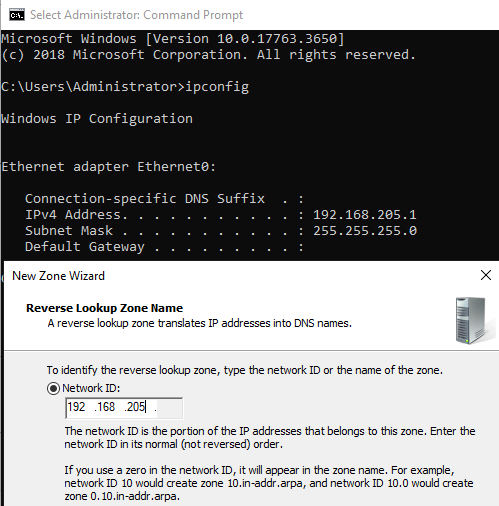 Select Administrator: Command Prompt
Microsoft Windows [Version 10.0.17763.3650]
(c) 2018 Microsoft Corporation. All rights reserved.
C:\Users\Administrator>ipconfig
Windows IP Configuration
Ethernet adapter Ethernet0:
Connection-specific DNS Suffix  . :
IPv4 Address. . . . . . . . . . . : 192.168.205.1
Subnet Mask . . . . . . . . . . . : 255.255.255.0
Default Gateway . . . . . . . . . :
New Zone Wizard
Reverse Lookup Zone Name
A reverse lookup zone translates IP addresses into DNS names.
To identify the reverse lookup zone, type the network ID or the name of the zone.
Network ID:
192 .168 .205 .
The network ID is the portion of the IP addresses that belongs to this zone. Enter the
network ID in its normal (not reversed) order.
If you use a zero in the network ID, it will appear in the zone name. For example,
network ID 10 would create zone 10.in-addr.arpa, and network ID 10.0 would create
zone 0.10.in-addr.arpa.